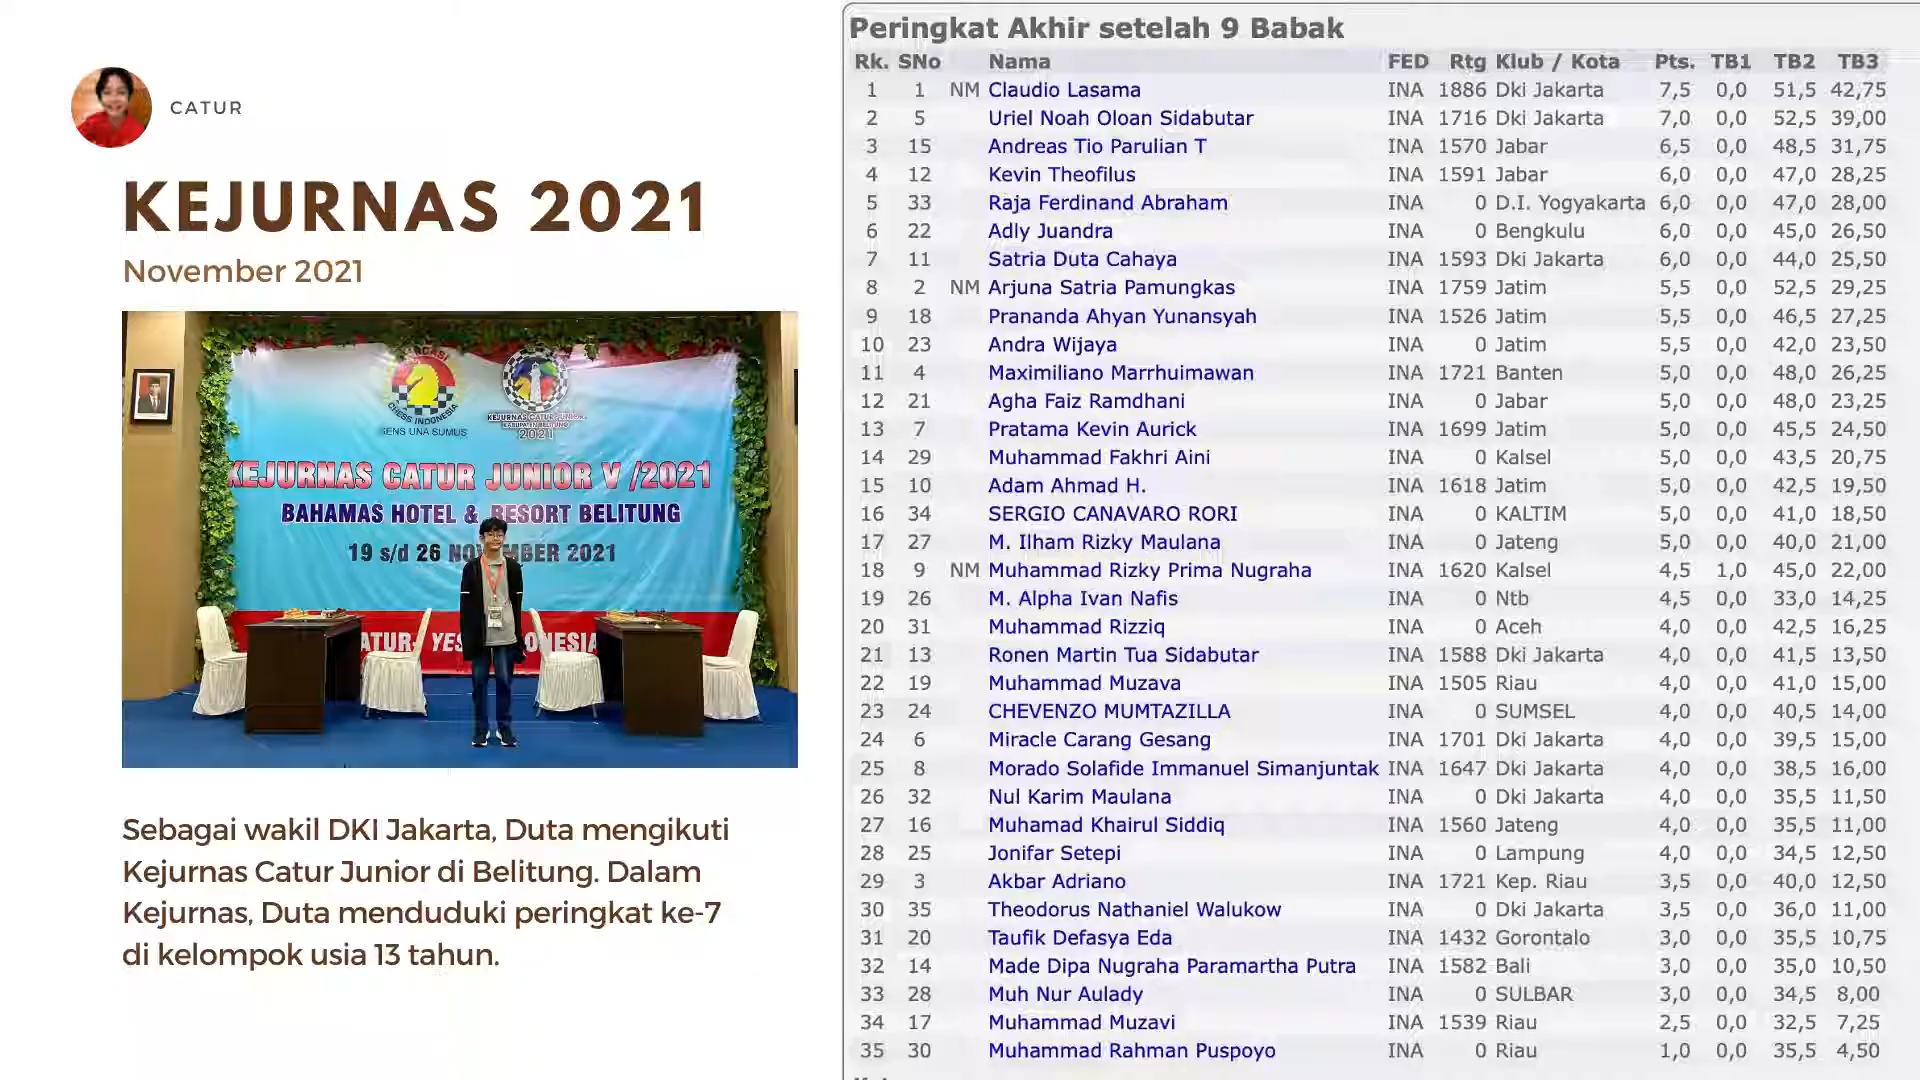 CATUR
KEJURNAS 2021
November 2021
CHESS INDONESIA
GENS UNA SUMUS
KEJURNAS CATUR JUNIOR
KABUPATEN BELITUNG
2021
KEJURNAS CATUR JUNIOR V /2021
BAHAMAS HOTEL & RESORT BELITUNG
19 s/d 26 NOVEMBER 2021
CATUR- YES
Sebagai wakil DKI Jakarta, Duta mengikuti
Kejurnas Catur Junior di Belitung. Dalam
Kejurnas, Duta menduduki peringkat ke-7
di kelompok usia 13 tahun.
Peringkat Akhir setelah 9 Babak
Rk. SNo Nama FED Rtg Klub / Kota Pts. TB1 TB2 TB3
1 1 NM Claudio Lasama INA 1886 Dki Jakarta 7,5 0,0 51,5 42,75
2 5 Uriel Noah Oloan Sidabutar INA 1716 Dki Jakarta 7,0 0,0 52,5 39,00
3 15 Andreas Tio Parulian T INA 1570 Jabar 6,5 0,0 48,5 31,75
4 12 Kevin Theofilus INA 1591 Jabar 6,0 0,0 47,0 28,25
5 33 Raja Ferdinand Abraham INA 0 D.I. Yogyakarta 6,0 0,0 47,0 28,00
6 22 Adly Juandra INA 0 Bengkulu 6,0 0,0 45,0 26,50
7 11 Satria Duta Cahaya INA 1593 Dki Jakarta 6,0 0,0 44,0 25,50
8 2 NM Arjuna Satria Pamungkas INA 1759 Jatim 5,5 0,0 52,5 29,25
9 18 Prananda Ahyan Yunansyah INA 1526 Jatim 5,5 0,0 46,5 27,25
10 23 Andra Wijaya INA 0 Jatim 5,5 0,0 42,0 23,50
11 4 Maximiliano Marrhuimawan INA 1721 Banten 5,0 0,0 48,0 26,25
12 21 Agha Faiz Ramdhani INA 0 Jabar 5,0 0,0 48,0 23,25
13 7 Pratama Kevin Aurick INA 1699 Jatim 5,0 0,0 45,5 24,50
14 29 Muhammad Fakhri Aini INA 0 Kalsel 5,0 0,0 43,5 20,75
15 10 Adam Ahmad H. INA 1618 Jatim 5,0 0,0 42,5 19,50
16 34 SERGIO CANAVARO RORI INA 0 KALTIM 5,0 0,0 41,0 18,50
17 27 M. Ilham Rizky Maulana INA 0 Jateng 5,0 0,0 40,0 21,00
18 9 NM Muhammad Rizky Prima Nugraha INA 1620 Kalsel 4,5 1,0 45,0 22,00
19 26 M. Alpha Ivan Nafis INA 0 Ntb 4,5 0,0 33,0 14,25
20 31 Muhammad Rizziq INA 0 Aceh 4,0 0,0 42,5 16,25
21 13 Ronen Martin Tua Sidabutar INA 1588 Dki Jakarta 4,0 0,0 41,5 13,50
22 19 Muhammad Muzava INA 1505 Riau 4,0 0,0 41,0 15,00
23 24 CHEVENZO MUMTAZILLA INA 0 SUMSEL 4,0 0,0 40,5 14,00
24 6 Miracle Carang Gesang INA 1701 Dki Jakarta 4,0 0,0 39,5 15,00
25 8 Morado Solafide Immanuel Simanjuntak INA 1647 Dki Jakarta 4,0 0,0 38,5 16,00
26 32 Nul Karim Maulana INA 0 Dki Jakarta 4,0 0,0 35,5 11,50
27 16 Muhamad Khairul Siddiq INA 1560 Jateng 4,0 0,0 35,5 11,00
28 25 Jonifar Setepi INA 0 Lampung 4,0 0,0 34,5 12,50
29 3 Akbar Adriano INA 1721 Kep. Riau 3,5 0,0 40,0 12,50
30 35 Theodorus Nathaniel Walukow INA 0 Dki Jakarta 3,5 0,0 36,0 11,00
31 20 Taufik Defasya Eda INA 1432 Gorontalo 3,0 0,0 35,5 10,75
32 14 Made Dipa Nugraha Paramartha Putra INA 1582 Bali 3,0 0,0 35,0 10,50
33 28 Muh Nur Aulady INA 0 SULBAR 3,0 0,0 34,5 8,00
34 17 Muhammad Muzavi INA 1539 Riau 2,5 0,0 32,5 7,25
35 30 Muhammad Rahman Puspoyo INA 0 Riau 1,0 0,0 35,5 4,50